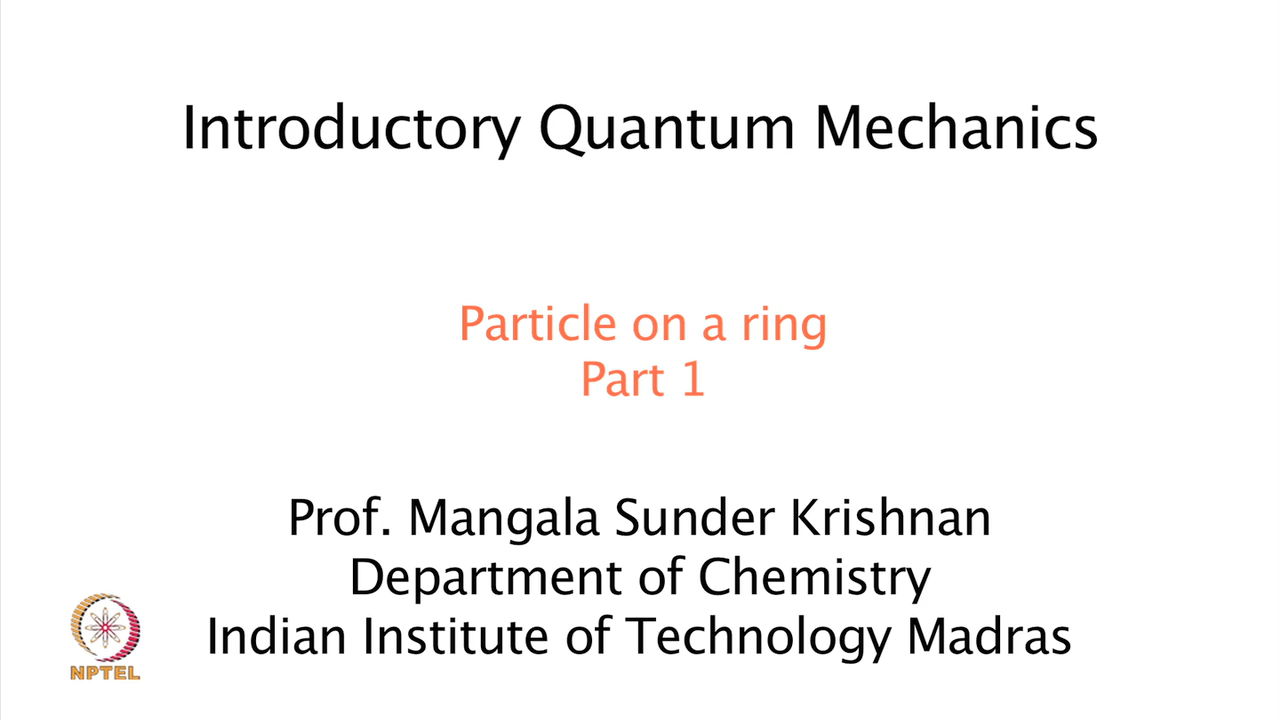 Introductory Quantum Mechanics
Particle on a ring
Part 1
Prof. Mangala Sunder Krishnan
Department of Chemistry
Indian Institute of Technology Madras
NPTEL